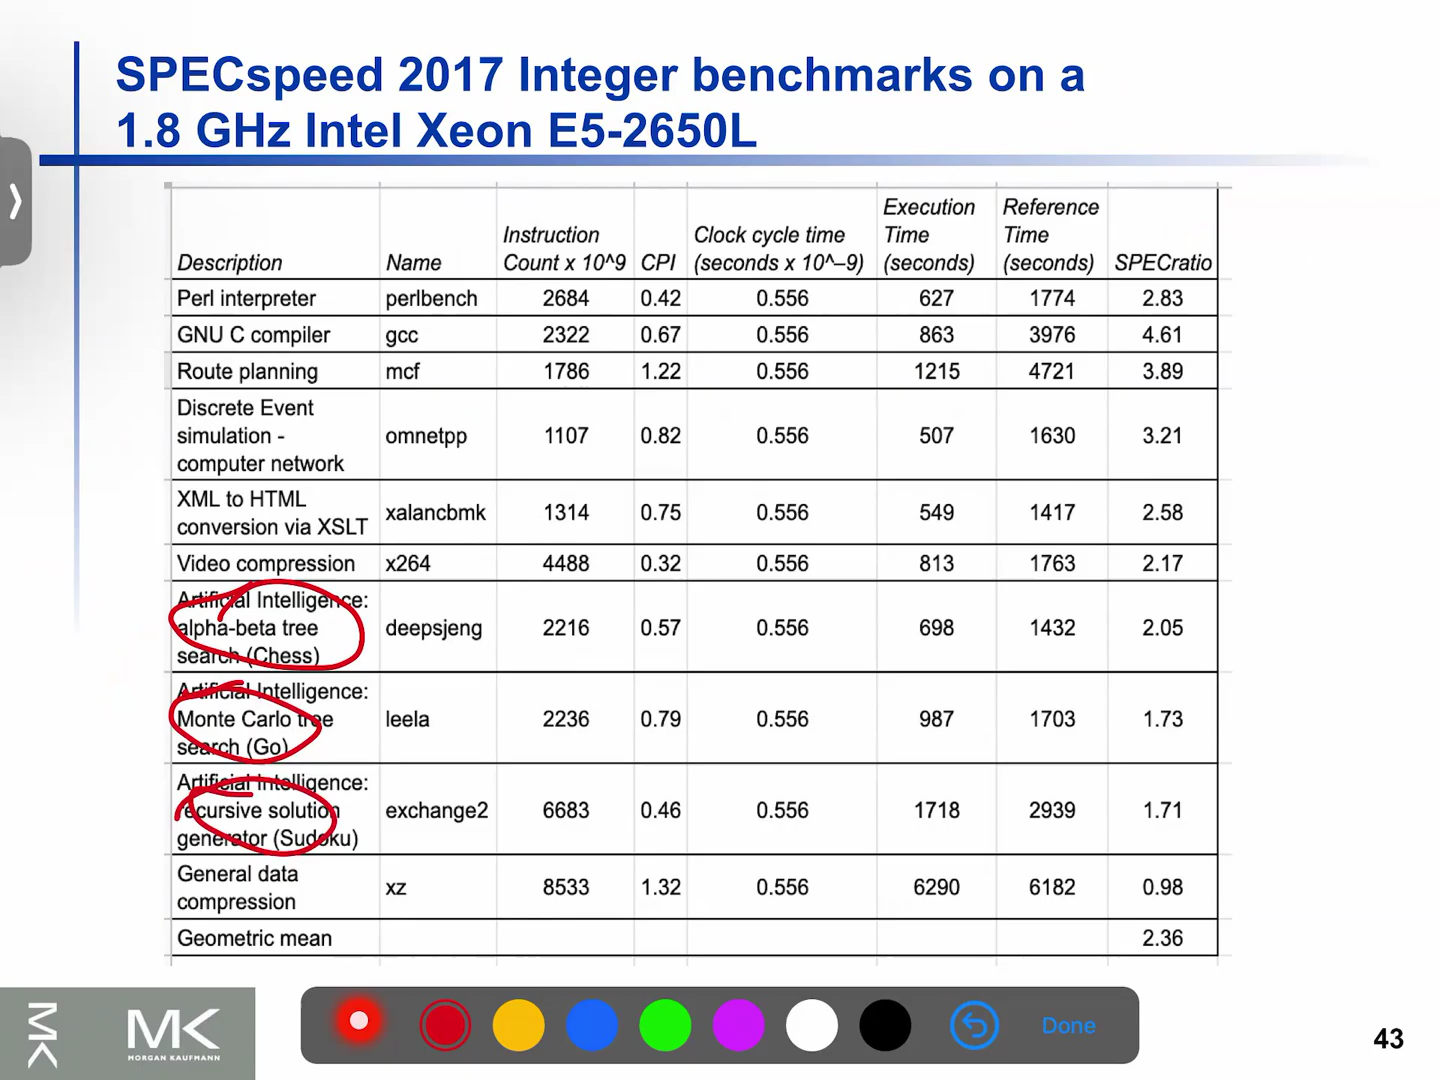 SPECspeed 2017 Integer benchmarks on a
1.8 GHz Intel Xeon E5-2650L
Description Name Instruction Count x 10^9 CPI Clock cycle time (seconds x 10^–9) Execution Time (seconds) Reference Time (seconds) SPECratio
Perl interpreter perlbench 2684 0.42 0.556 627 1774 2.83
GNU C compiler gcc 2322 0.67 0.556 863 3976 4.61
Route planning mcf 1786 1.22 0.556 1215 4721 3.89
Discrete Event simulation - computer network omnetpp 1107 0.82 0.556 507 1630 3.21
XML to HTML conversion via XSLT xalancbmk 1314 0.75 0.556 549 1417 2.58
Video compression x264 4488 0.32 0.556 813 1763 2.17
Artificial Intelligence: alpha-beta tree search (Chess) deepsjeng 2216 0.57 0.556 698 1432 2.05
Artificial Intelligence: Monte Carlo tree search (Go) leela 2236 0.79 0.556 987 1703 1.73
Artificial Intelligence: recursive solution generator (Sudoku) exchange2 6683 0.46 0.556 1718 2939 1.71
General data compression xz 8533 1.32 0.556 6290 6182 0.98
Geometric mean 2.36
MK
MK
MORGAN KAUFMANN
Done
43